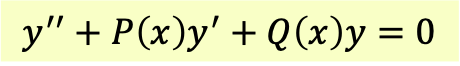 y′′ + P(x)y′ + Q(x)y = 0